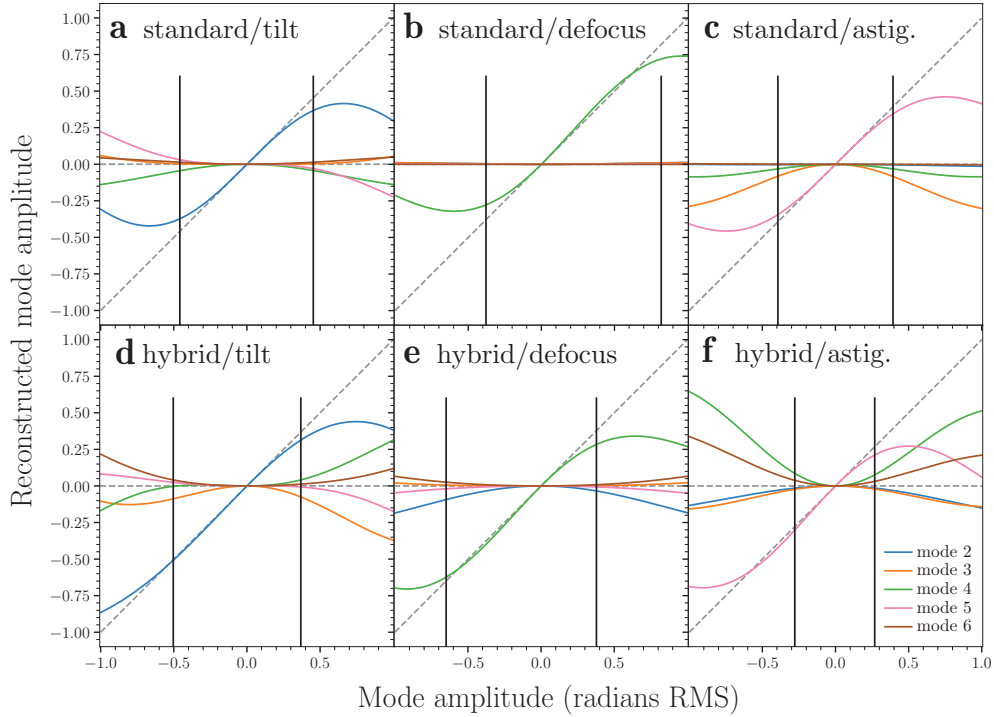 a standard/tilt
b standard/defocus
c standard/astig.
1.00
0.75
0.50
0.25
0.00
−0.25
−0.50
−0.75
−1.00
Reconstructed mode amplitude
d hybrid/tilt
e hybrid/defocus
f hybrid/astig.
1.00
0.75
0.50
0.25
0.00
−0.25
−0.50
−0.75
−1.00
mode 2
mode 3
mode 4
mode 5
mode 6
−1.0 −0.5 0.0 0.5 −0.5 0.0 0.5 −0.5 0.0 0.5 1.0
Mode amplitude (radians RMS)